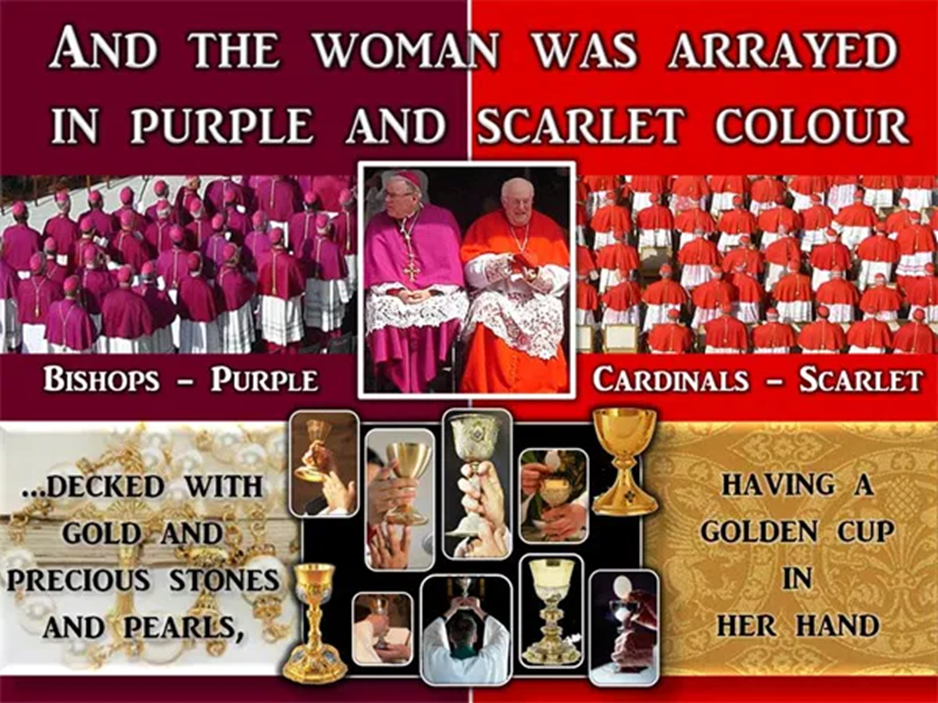 AND THE WOMAN WAS ARRAYED
IN PURPLE AND SCARLET COLOUR
BISHOPS – PURPLE
CARDINALS – SCARLET
...DECKED WITH
GOLD AND
PRECIOUS STONES
AND PEARLS,
HAVING A
GOLDEN CUP
IN
HER HAND